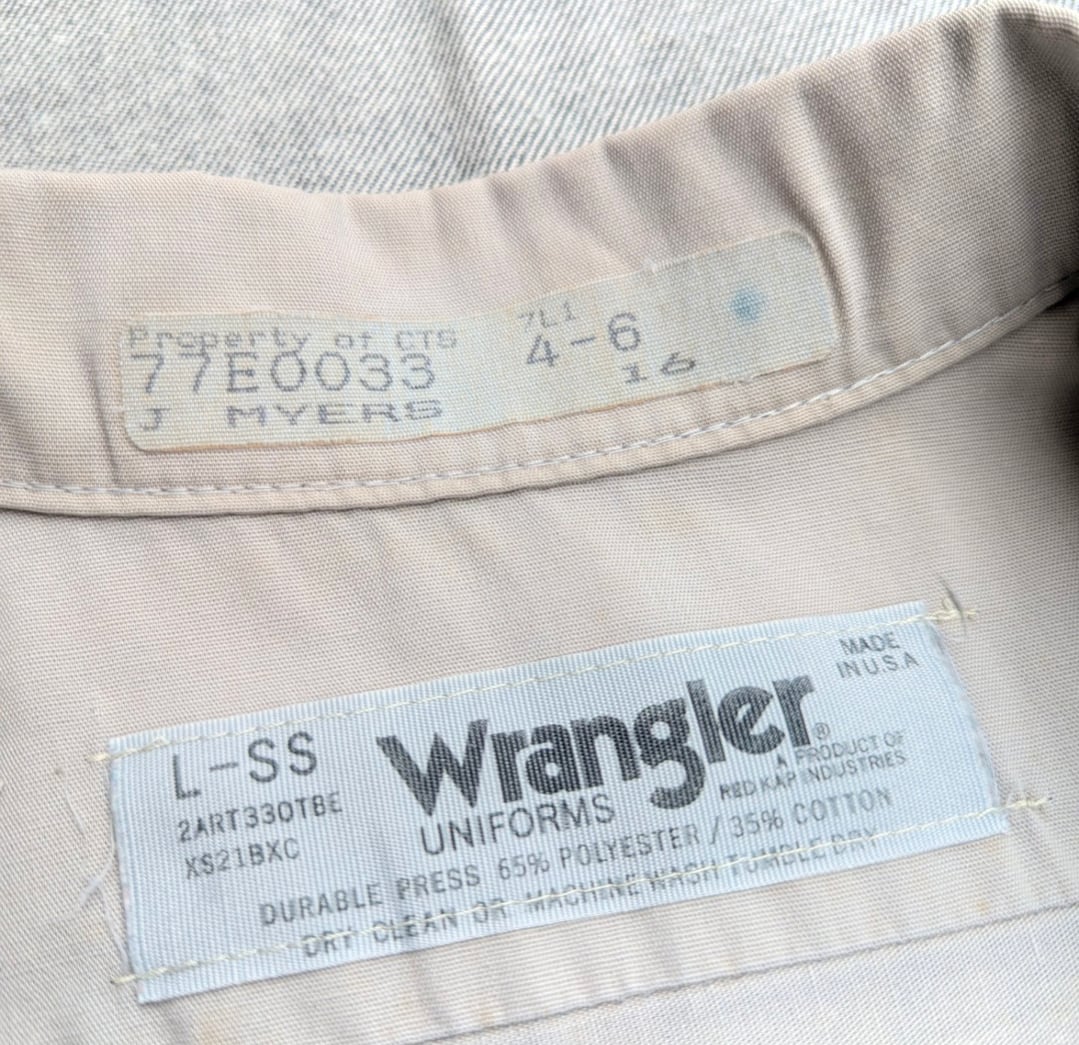 Property of CTS
77E0033
J MYERS
7L1
4-6
16
MADE
IN U.S.A
L-SS
2ART330TBE
XS21BXC
Wrangler®
UNIFORMS
A PRODUCT OF
RED KAP INDUSTRIES
DURABLE PRESS 65% POLYESTER / 35% COTTON
DRY CLEAN OR MACHINE WASH TUMBLE DRY